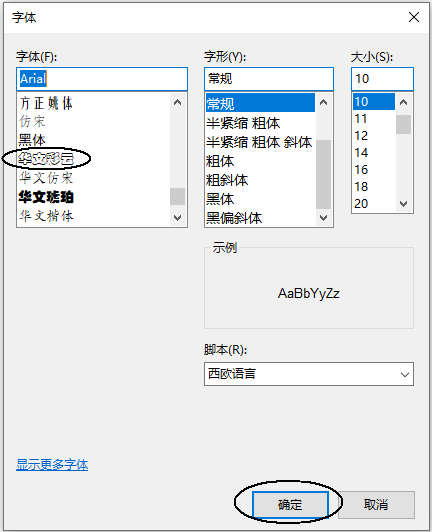 字体
字体(F):
Arial
方正姚体
仿宋
黑体
华文彩云
华文仿宋
华文琥珀
华文楷体
字形(Y):
常规
常规
半紧缩 粗体
半紧缩 粗体 斜体
粗体
粗斜体
黑体
黑偏斜体
大小(S):
10
10
11
12
14
16
18
20
示例
AaBbYyZz
脚本(R):
西欧语言
显示更多字体
确定
取消